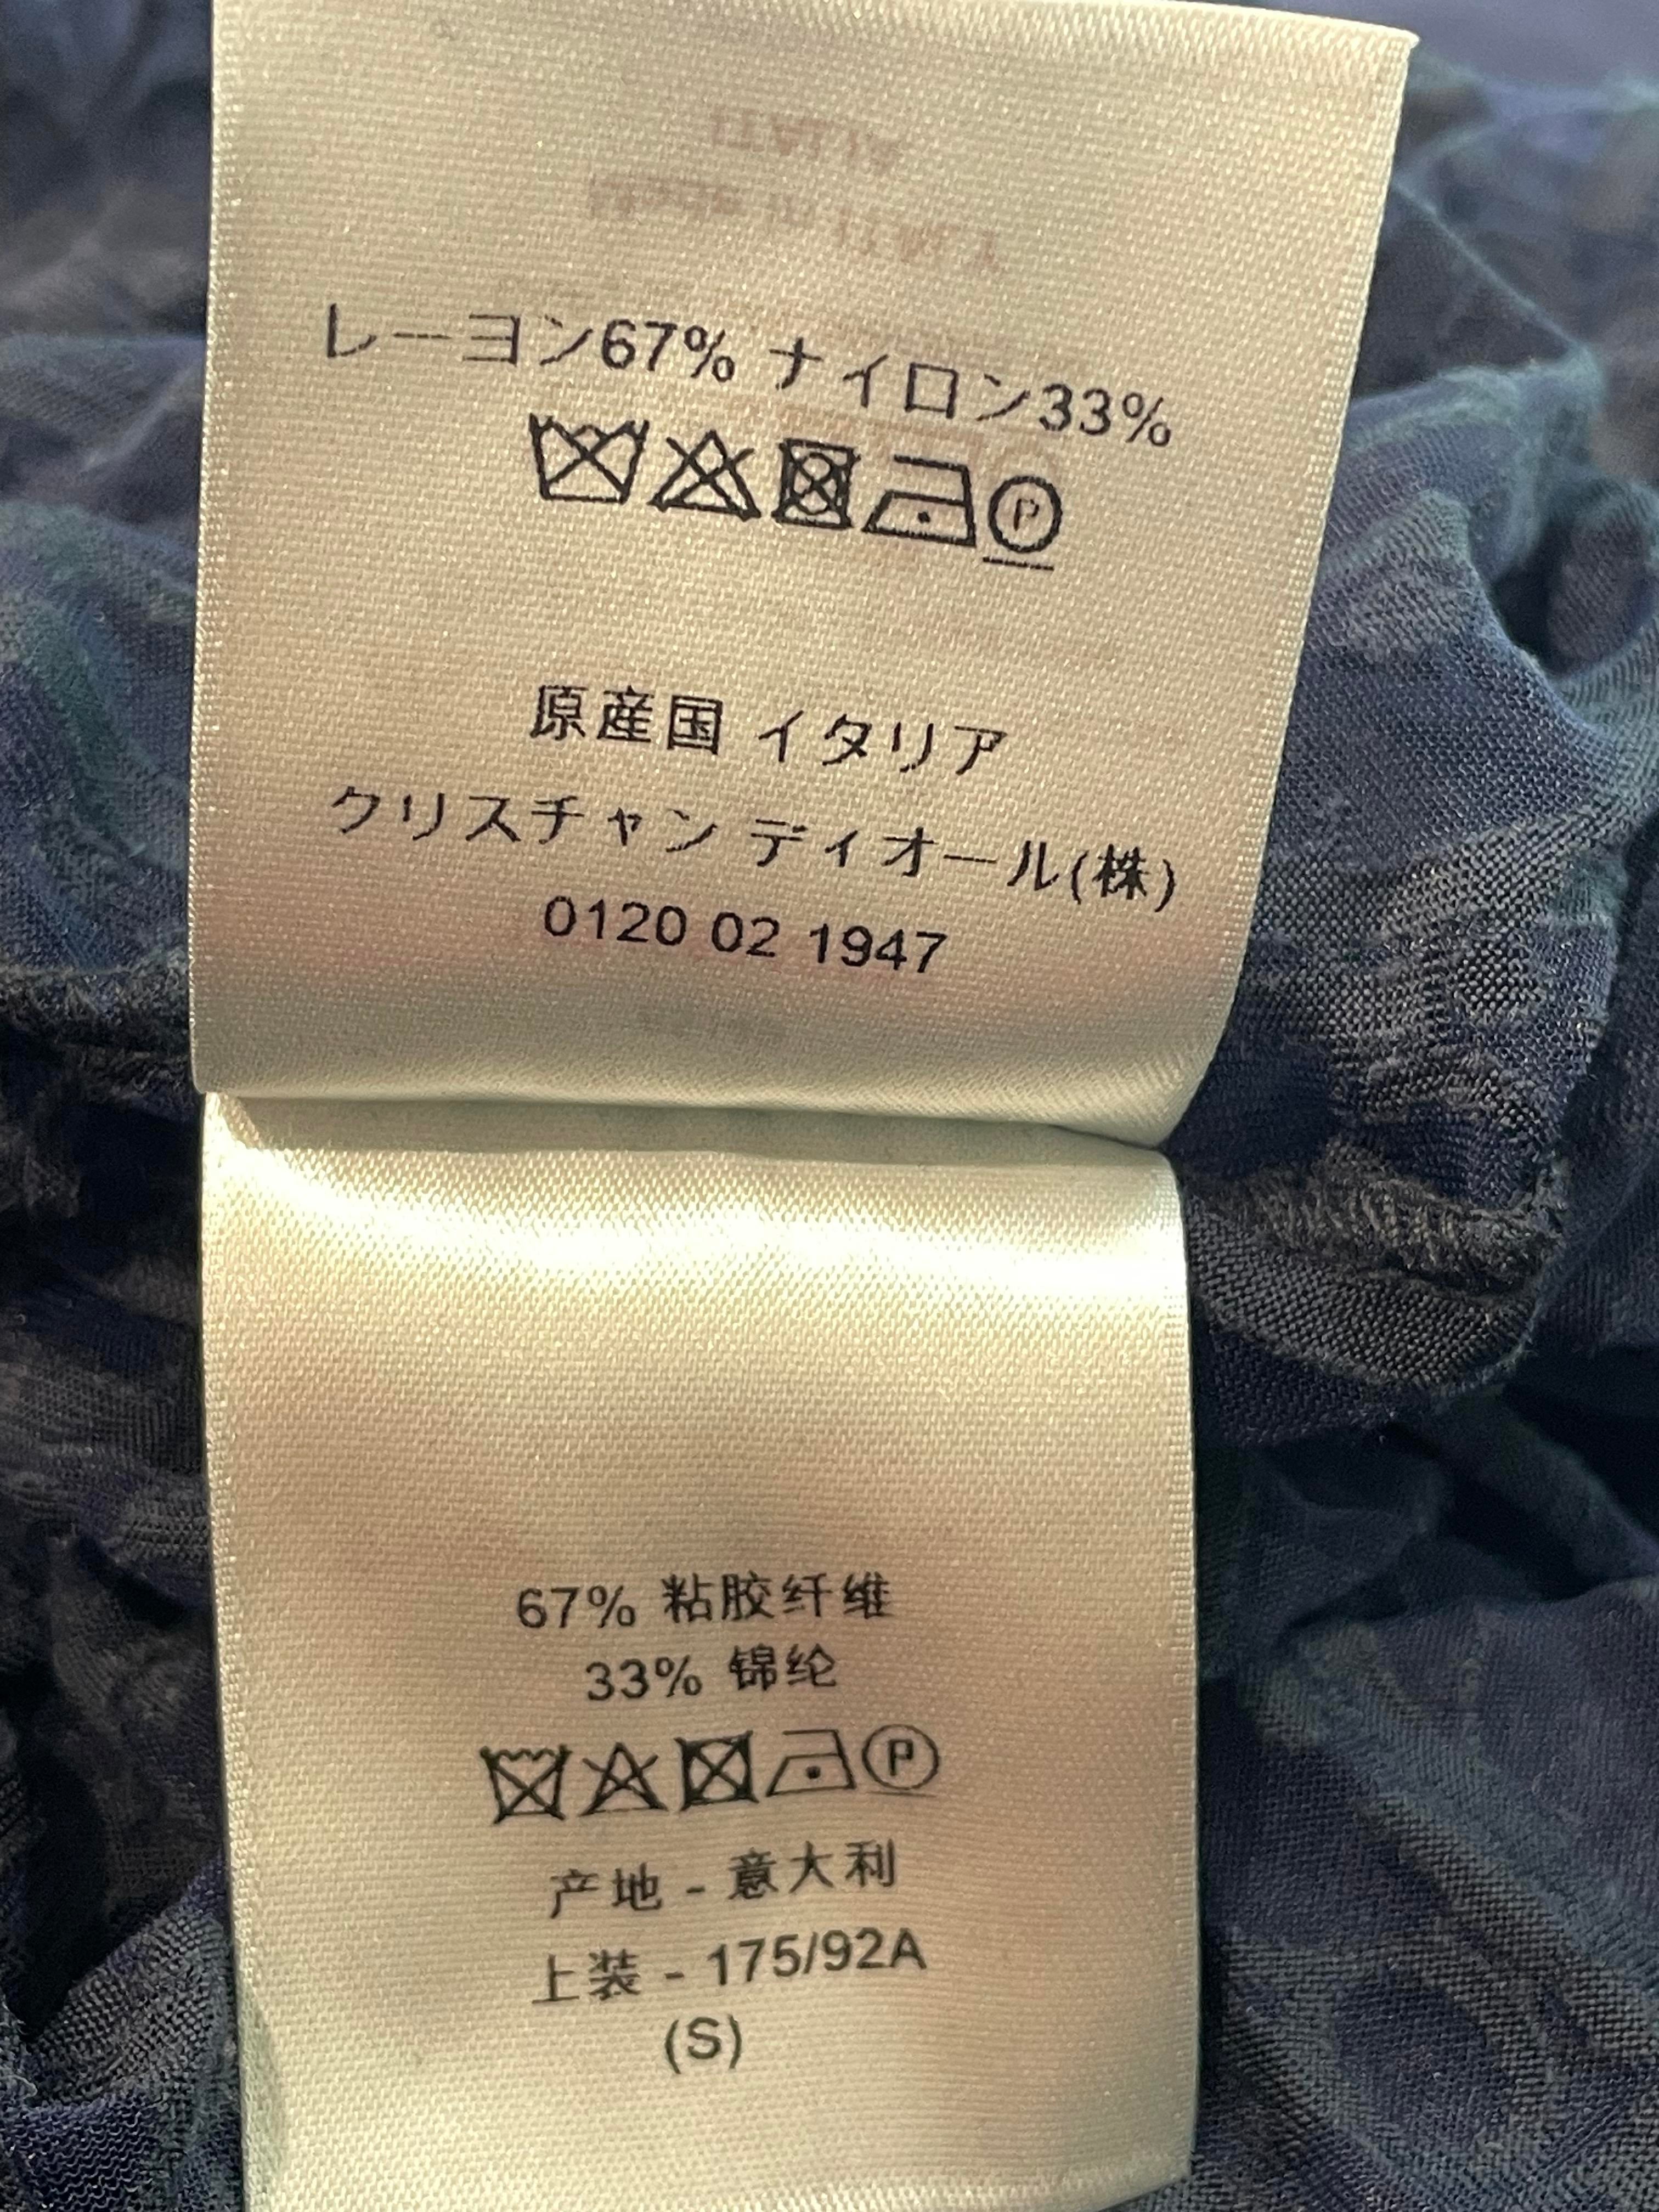 レーヨン67% ナイロン33%
P
原産国 イタリア
クリスチャン ディオール(株)
0120 02 1947
67% 粘胶纤维
33% 锦纶
P
产地 - 意大利
上装 - 175/92A
(S)